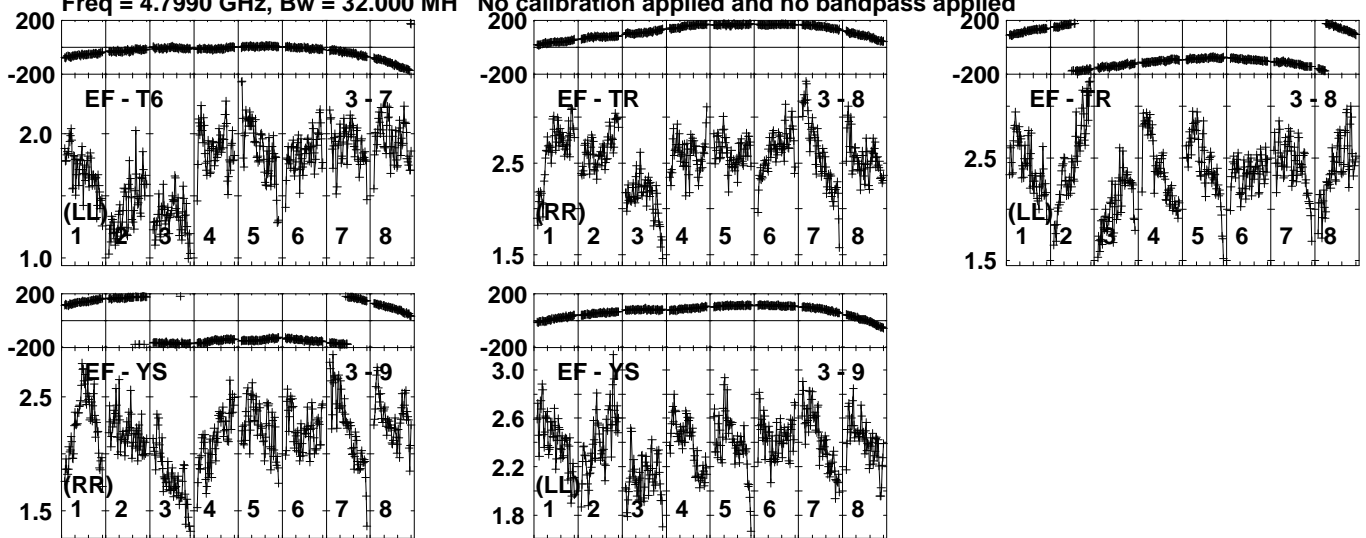 Freq = 4.7990 GHz, Bw = 32.000 MH No calibration applied and no bandpass applied
200
-200
EF - T6 3 - 7
2.0
(LL)
1 2 3 4 5 6 7 8
1.0
200
-200
EF - TR 3 - 8
2.5
(RR)
1 2 3 4 5 6 7 8
1.5
200
-200
EF - TR 3 - 8
2.5
(LL)
1 2 3 4 5 6 7 8
1.5
200
-200
EF - YS 3 - 9
2.5
(RR)
1.5
1 2 3 4 5 6 7 8
200
-200
EF - YS 3 - 9
3.0
2.6
2.2
(LL)
1.8
1 2 3 4 5 6 7 8